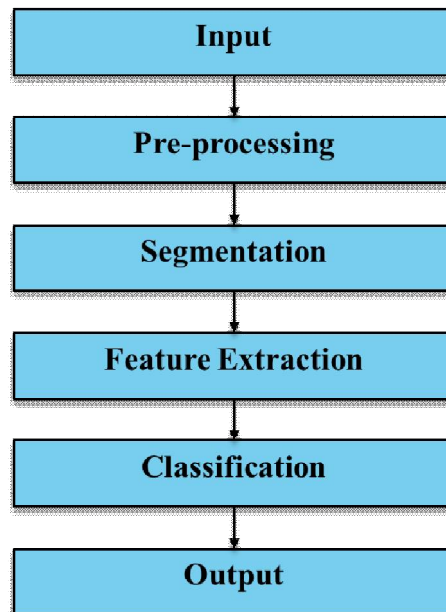 Input
Pre-processing
Segmentation
Feature Extraction
Classification
Output